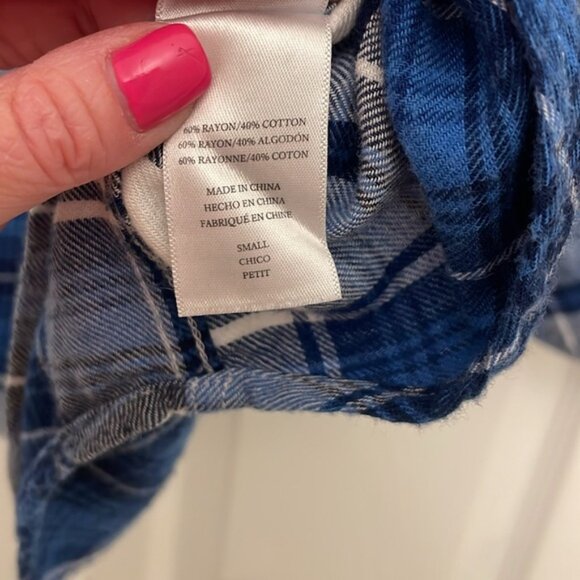 60% RAYON/40% COTTON
60% RAYON/40% ALGODÓN
60% RAYONNE/40% COTON
MADE IN CHINA
HECHO EN CHINA
FABRIQUÉ EN CHINE
SMALL
CHICO
PETIT